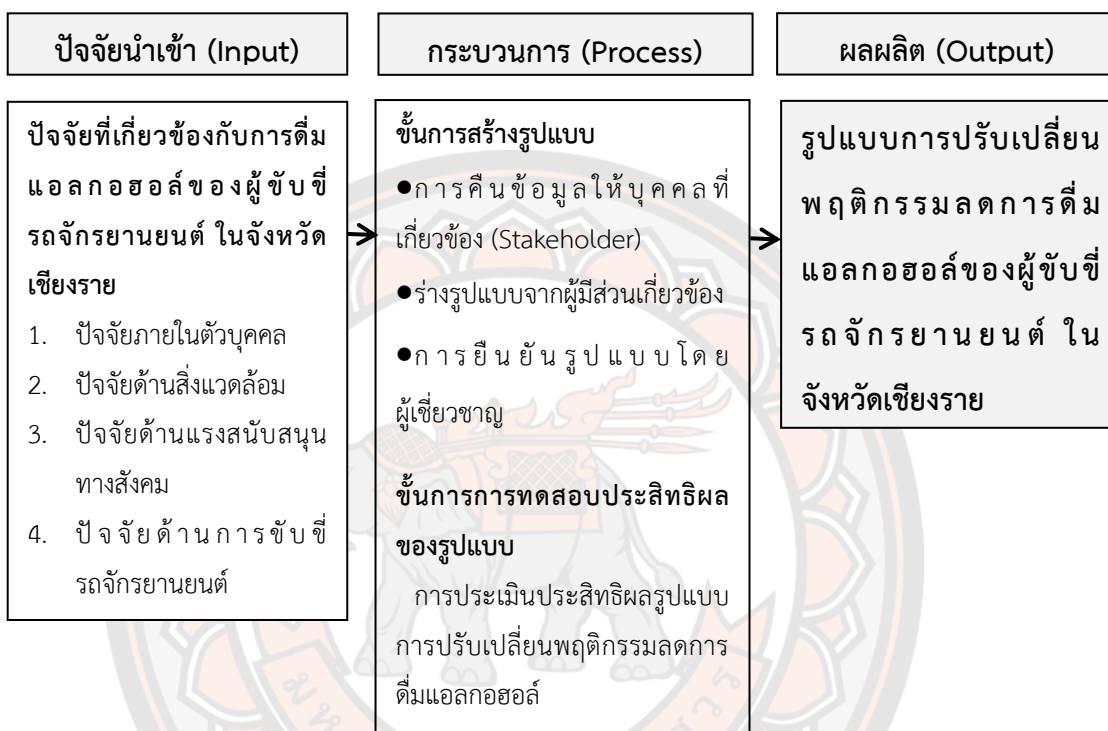 ปัจจัยนำเข้า (Input)
กระบวนการ (Process)
ผลผลิต (Output)
ปัจจัยที่เกี่ยวข้องกับการดื่ม
แอลกอฮอล์ของผู้ขับขี่
รถจักรยานยนต์ ในจังหวัด
เชียงราย
1. ปัจจัยภายในตัวบุคคล
2. ปัจจัยด้านสิ่งแวดล้อม
3. ปัจจัยด้านแรงสนับสนุน
ทางสังคม
4. ปัจจัยด้านการขับขี่
รถจักรยานยนต์
ขั้นการสร้างรูปแบบ
●การคืนข้อมูลให้บุคคลที่
เกี่ยวข้อง (Stakeholder)
●ร่างรูปแบบจากผู้มีส่วนเกี่ยวข้อง
●การยืนยันรูปแบบโดย
ผู้เชี่ยวชาญ
ขั้นการการทดสอบประสิทธิผล
ของรูปแบบ
การประเมินประสิทธิผลรูปแบบ
การปรับเปลี่ยนพฤติกรรมลดการ
ดื่มแอลกอฮอล์
รูปแบบการปรับเปลี่ยน
พฤติกรรมลดการดื่ม
แอลกอฮอล์ของผู้ขับขี่
รถจักรยานยนต์ ใน
จังหวัดเชียงราย